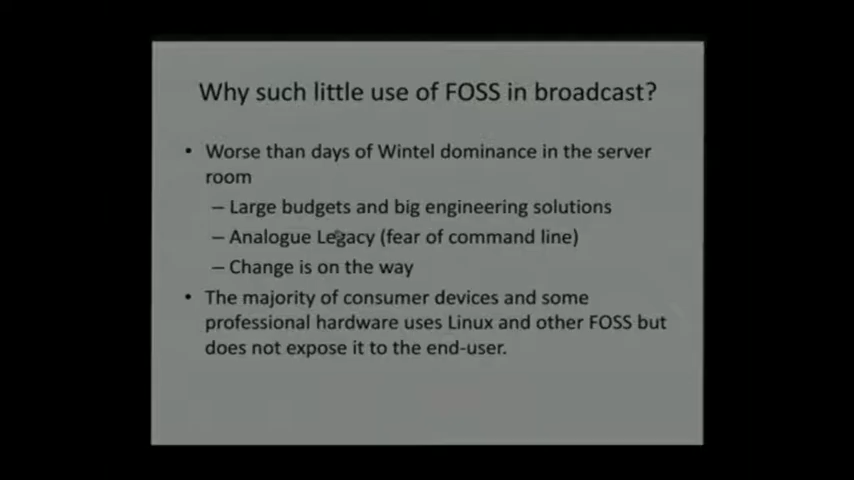 Why such little use of FOSS in broadcast?
• Worse than days of Wintel dominance in the server
room
– Large budgets and big engineering solutions
– Analogue Legacy (fear of command line)
– Change is on the way
• The majority of consumer devices and some
professional hardware uses Linux and other FOSS but
does not expose it to the end-user.